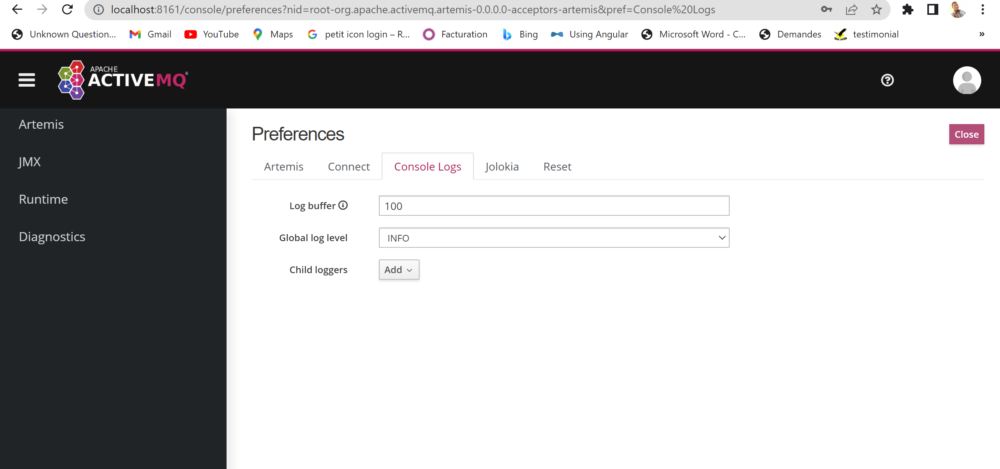 localhost:8161/console/preferences?nid=root-org.apache.activemq.artemis-0.0.0.0-acceptors-artemis&pref=Console%20Logs
Unknown Question... Gmail YouTube Maps petit icon login – R... Facturation Bing Using Angular Microsoft Word - C... Demandes testimonial »
APACHE
ACTIVEMQ®
Artemis
JMX
Runtime
Diagnostics
Preferences
Close
Artemis Connect Console Logs Jolokia Reset
Log buffer 100
Global log level INFO
Child loggers Add